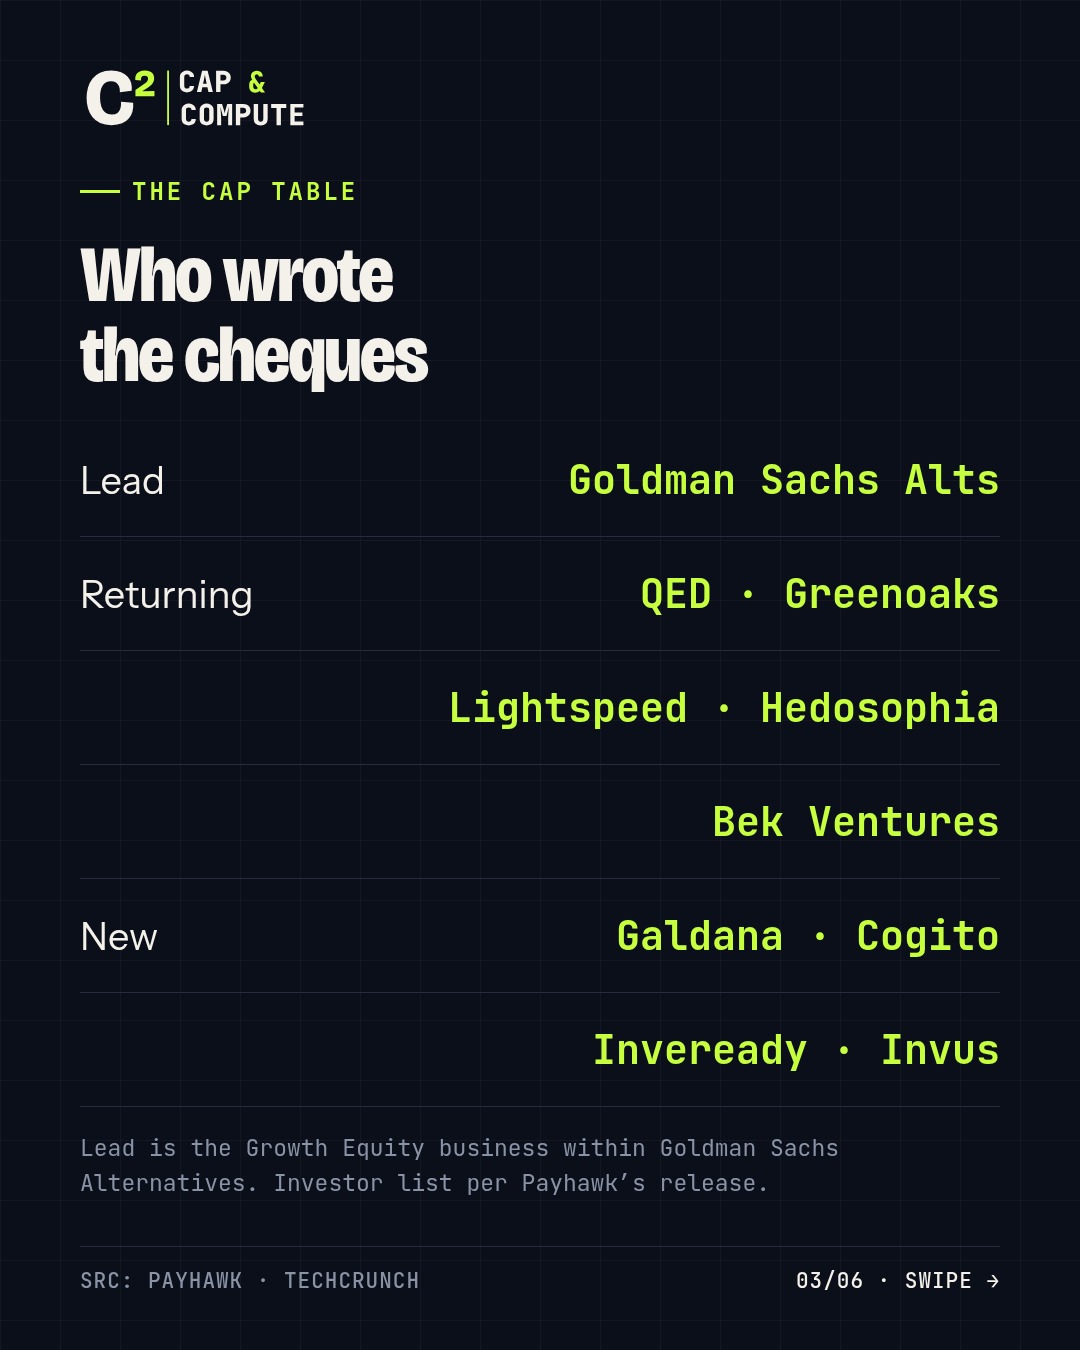 C² CAP &
COMPUTE
THE CAP TABLE
Who wrote
the cheques
Lead Goldman Sachs Alts
Returning QED · Greenoaks
Lightspeed · Hedosophia
Bek Ventures
New Galdana · Cogito
Inveready · Invus
Lead is the Growth Equity business within Goldman Sachs
Alternatives. Investor list per Payhawk’s release.
SRC: PAYHAWK · TECHCRUNCH 03/06 · SWIPE →